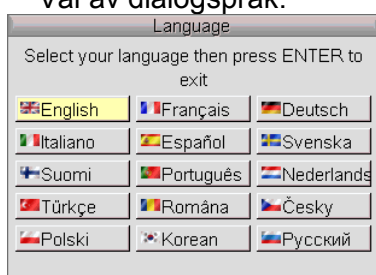 Val av dialogspråk.
Language
Select your language then press ENTER to
exit
English Français Deutsch
Italiano Español Svenska
Suomi Português Nederlands
Türkçe Româna Česky
Polski Korean Русский